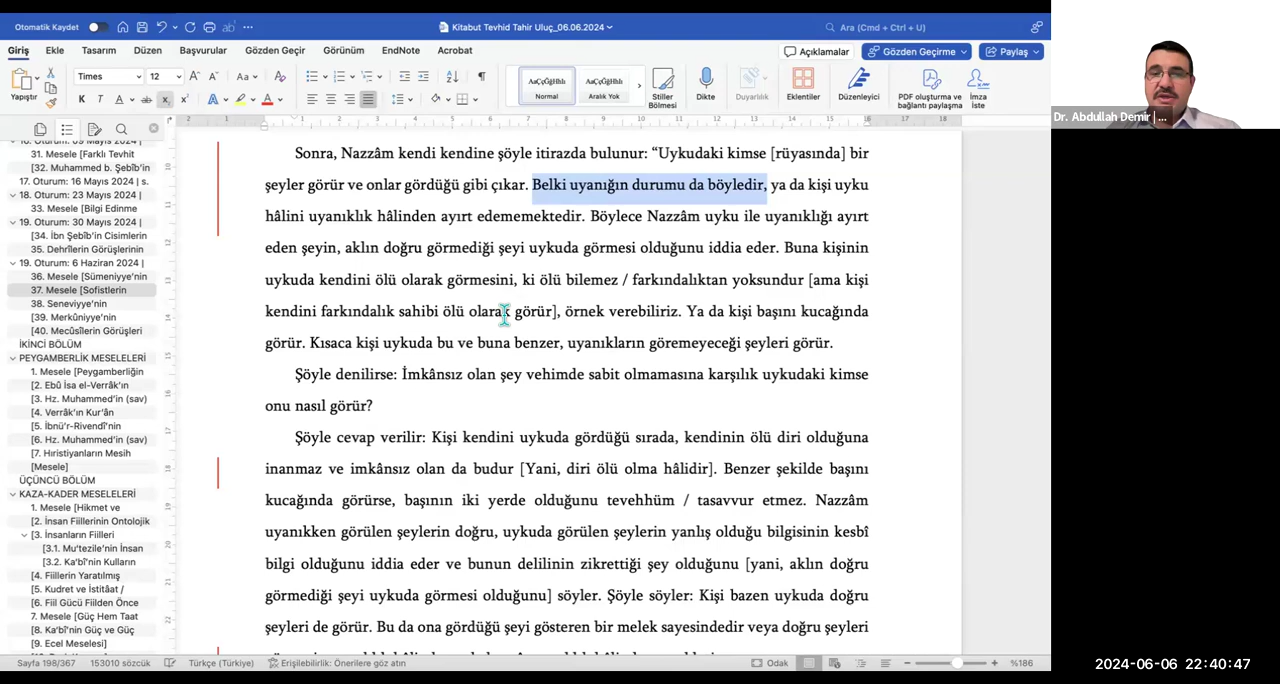 Otomatik Kaydet
Kitabut Tevhid Tahir Uluç_06.06.2024
Ara (Cmd + Ctrl + U)
Giriş Ekle Tasarım Düzen Başvurular Gözden Geçir Görünüm EndNote Acrobat
Açıklamalar Gözden Geçirme Paylaş
Times 12
Yapıştır
Normal Aralık Yok
Stiller Bölmesi
Dikte
Duyarlılık
Eklentiler
Düzenleyici
PDF oluşturma ve bağlantı paylaşma
İmza İste
31. Mesele [Farklı Tevhit
[32. Muhammed b. Şebîb'in
17. Oturum: 16 Mayıs 2024 | s.
18. Oturum: 23 Mayıs 2024 |
33. Mesele [Bilgi Edinme
19. Oturum: 30 Mayıs 2024 |
[34. İbn Şebîb'in Cisimlerin
35. Dehrîlerin Görüşlerinin
19. Oturum: 6 Haziran 2024 |
36. Mesele [Sümeniyye'nin
37. Mesele [Sofistlerin
38. Seneviyye'nin
[39. Merkûniyye'nin
[40. Mecûsîlerin Görüşleri
İKİNCİ BÖLÜM
PEYGAMBERLİK MESELELERİ
1. Mesele [Peygamberliğin
[2. Ebû İsa el-Verrâk'ın
[3. Hz. Muhammed'in (sav)
[4. Verrâk'ın Kur'ân
[5. İbnü'r-Rivendî'nin
[6. Hz. Muhammed'in (sav)
[7. Hıristiyanların Mesih
[Mesele]
ÜÇÜNCÜ BÖLÜM
KAZA-KADER MESELELERİ
1. Mesele [Hikmet ve
[2. İnsan Fiillerinin Ontolojik
[3. İnsanların Fiilleri
[3.1. Mu'tezile'nin İnsan
[3.2. Ka'bî'nin Kulların
[4. Fiillerin Yaratılmış
[5. Kudret ve İstitâat /
[6. Fiil Gücü Fiilden Önce
7. Mesele [Güç Hem Taat
[8. Ka'bî'nin Güç ve Güç
[9. Ecel Meselesi]
Sonra, Nazzâm kendi kendine şöyle itirazda bulunur: “Uykudaki kimse [rüyasında] bir
şeyler görür ve onlar gördüğü gibi çıkar. Belki uyanığın durumu da böyledir, ya da kişi uyku
hâlini uyanıklık hâlinden ayırt edememektedir. Böylece Nazzâm uyku ile uyanıklığı ayırt
eden şeyin, aklın doğru görmediği şeyi uykuda görmesi olduğunu iddia eder. Buna kişinin
uykuda kendini ölü olarak görmesini, ki ölü bilemez / farkındalıktan yoksundur [ama kişi
kendini farkındalık sahibi ölü olarak görür], örnek verebiliriz. Ya da kişi başını kucağında
görür. Kısaca kişi uykuda bu ve buna benzer, uyanıkların göremeyeceği şeyleri görür.
Şöyle denilirse: İmkânsız olan şey vehimde sabit olmamasına karşılık uykudaki kimse
onu nasıl görür?
Şöyle cevap verilir: Kişi kendini uykuda gördüğü sırada, kendinin ölü diri olduğuna
inanmaz ve imkânsız olan da budur [Yani, diri ölü olma hâlidir]. Benzer şekilde başını
kucağında görürse, başının iki yerde olduğunu tevehhüm / tasavvur etmez. Nazzâm
uyanıkken görülen şeylerin doğru, uykuda görülen şeylerin yanlış olduğu bilgisinin kesbî
bilgi olduğunu iddia eder ve bunun delilinin zikrettiği şey olduğunu [yani, aklın doğru
görmediği şeyi uykuda görmesi olduğunu] söyler. Şöyle söyler: Kişi bazen uykuda doğru
şeyleri de görür. Bu da ona gördüğü şeyi gösteren bir melek sayesindedir veya doğru şeyleri
Sayfa 198/367 153010 sözcük Türkçe (Türkiye) Erişilebilirlik: Önerilere göz atın Odak %186
Dr. Abdullah Demir | ...
2024-06-06 22:40:47